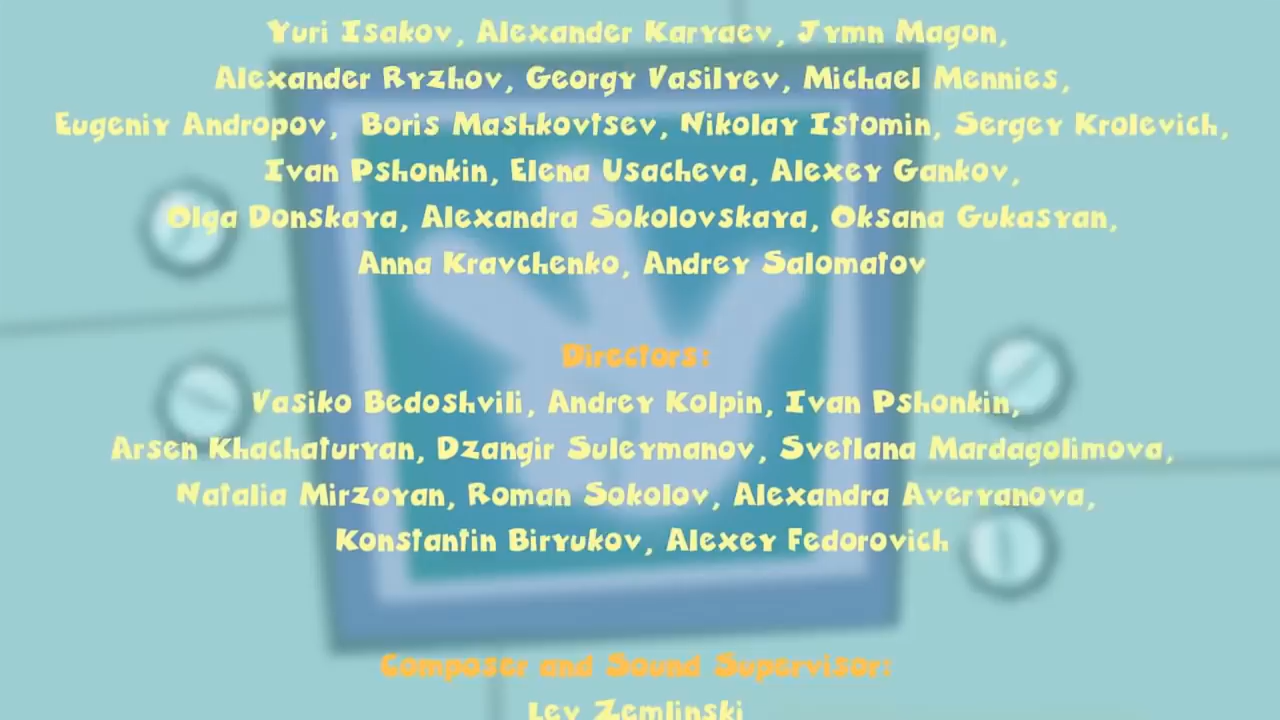 Yuri Isakov, Alexander Karyaev, Jymn Magon,
Alexander Ryzhov, Georgy Vasilyev, Michael Mennies,
Eugeniy Andropov, Boris Mashkovtsev, Nikolay Istomin, Sergey Krolevich,
Ivan Pshonkin, Elena Usacheva, Alexey Gankov,
Olga Donskaya, Alexandra Sokolovskaya, Oksana Gukasyan,
Anna Kravchenko, Andrey Salomatov
Directors:
Vasiko Bedoshvili, Andrey Kolpin, Ivan Pshonkin,
Arsen Khachaturyan, Dzangir Suleymanov, Svetlana Mardagolimova,
Natalia Mirzoyan, Roman Sokolov, Alexandra Averyanova,
Konstantin Biryukov, Alexey Fedorovich
Composer and Sound Supervisor:
Lev Zemlinski